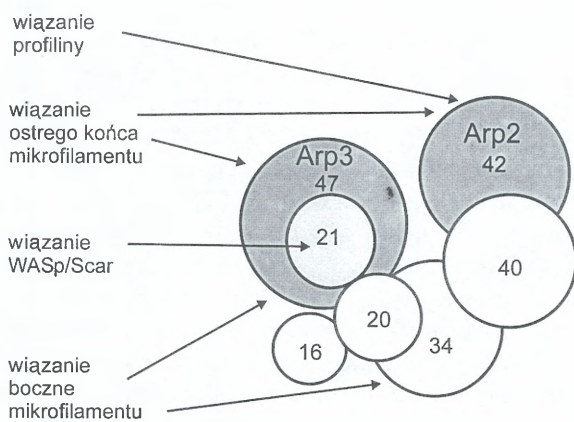 wiązanie
profiliny
wiązanie
ostrego końca
mikrofilamentu
wiązanie
WASp/Scar
wiązanie
boczne
mikrofilamentu
Arp3
47
21
Arp2
42
40
20
34
16